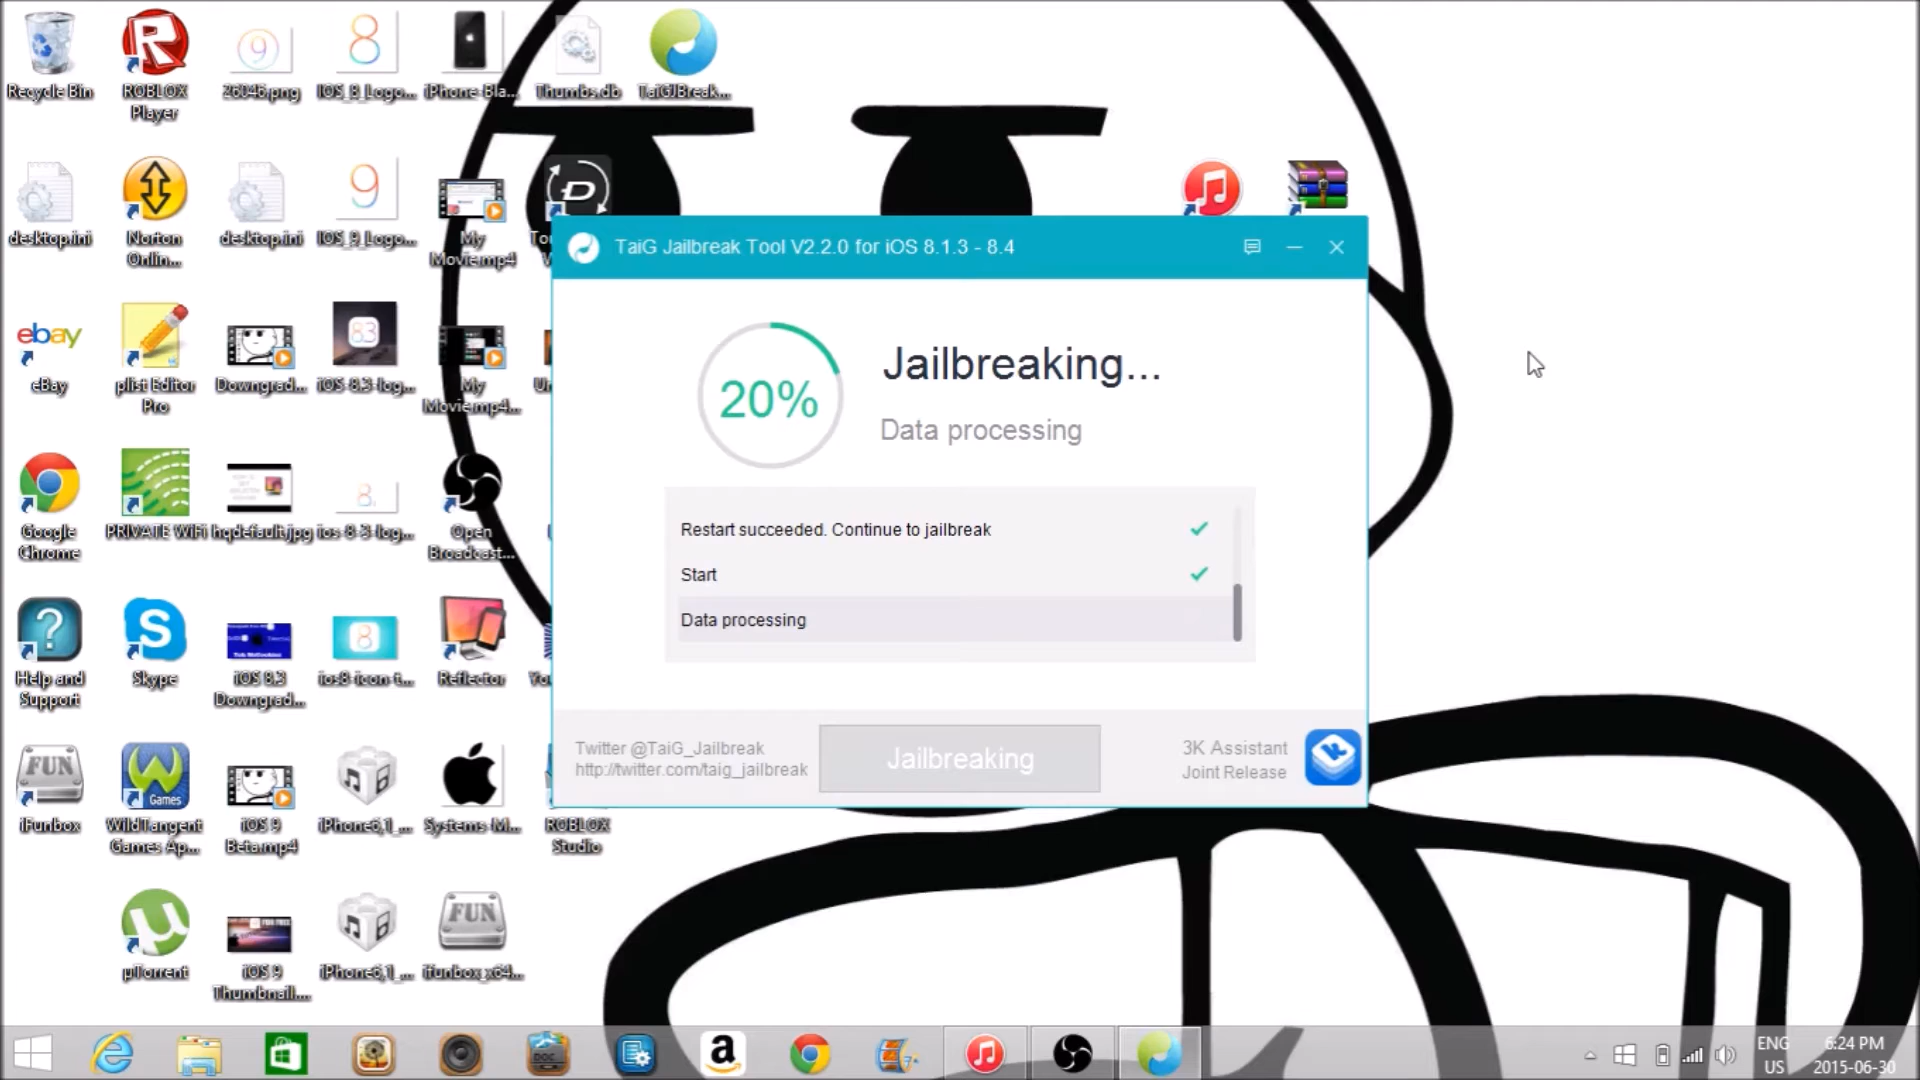 Recycle Bin
ROBLOX
Player
26046.png
IOS_8_Logo...
iPhone-Bla...
Thumbs.db
TaiGJBreak...
desktop.ini
Norton
Onlin...
desktop.ini
IOS_9_Logo...
My
Movie.mp4
ebay
eBay
plist Editor
Pro
Downgrad...
iOS-8.3-log...
My
Movie.mp4...
Google
Chrome
PRIVATE WiFi
hqdefault.jpg
ios-8-3-log...
Open
Broadcast...
Help and
Support
Skype
iOS 8.3
Downgrad...
ios8-icon-t...
Reflector
FUN
iFunbox
Games
WildTangent
Games Ap...
iOS 9
Beta.mp4
iPhone6,1_...
Systems-M...
ROBLOX
Studio
µTorrent
iOS 9
Thumbnail....
iPhone6,1_...
FUN
ifunbox_x64...
TaiG Jailbreak Tool V2.2.0 for iOS 8.1.3 - 8.4
20%
Jailbreaking...
Data processing
Restart succeeded. Continue to jailbreak
Start
Data processing
Twitter @TaiG_Jailbreak
http://twitter.com/taig_jailbreak
Jailbreaking
3K Assistant
Joint Release
DOC
ENG
US
6:24 PM
2015-06-30